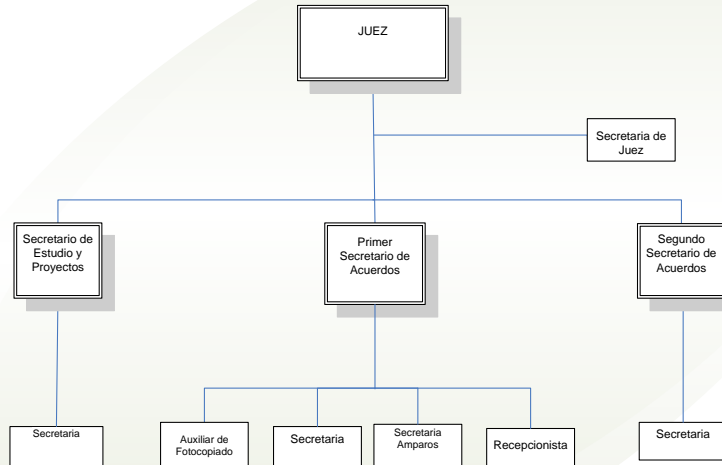 JUEZ
Secretaria de
Juez
Secretario de
Estudio y
Proyectos
Primer
Secretario de
Acuerdos
Segundo
Secretario de
Acuerdos
Secretaria
Auxiliar de
Fotocopiado
Secretaria
Secretaria
Amparos
Recepcionista
Secretaria